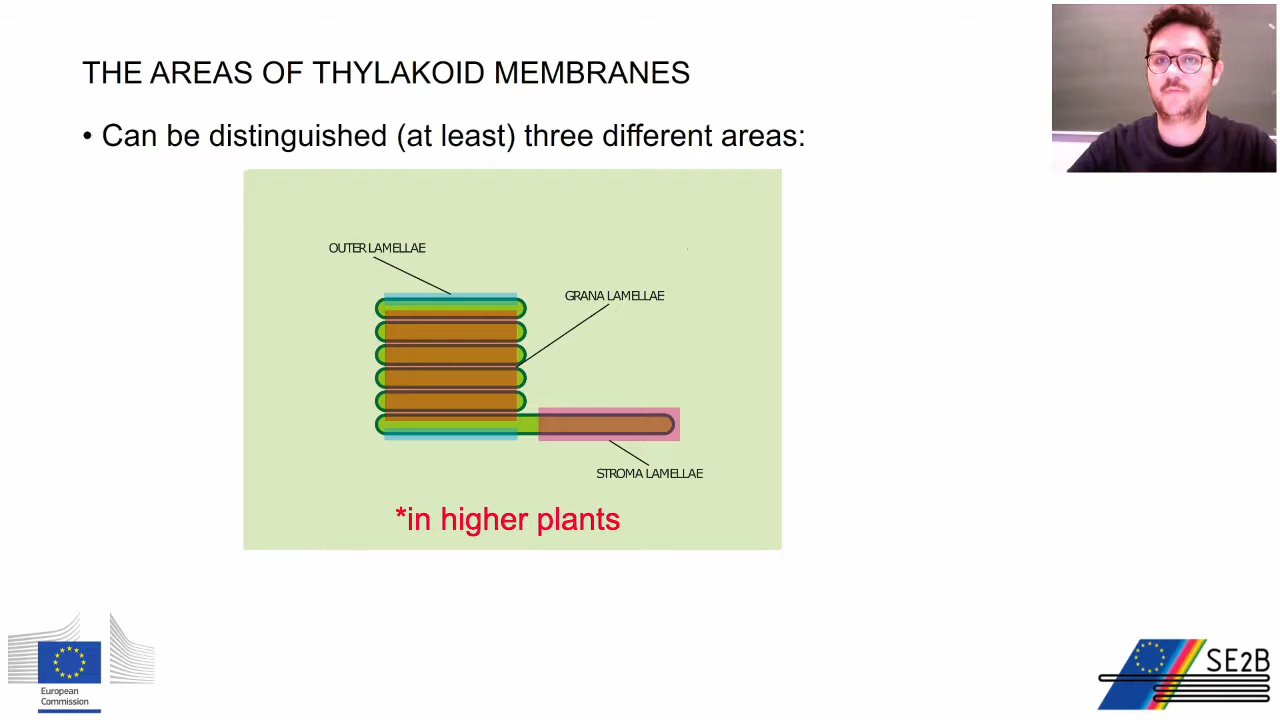 THE AREAS OF THYLAKOID MEMBRANES
• Can be distinguished (at least) three different areas:
OUTER LAMELLAE
GRANA LAMELLAE
STROMA LAMELLAE
*in higher plants
European
Commission
SE2B